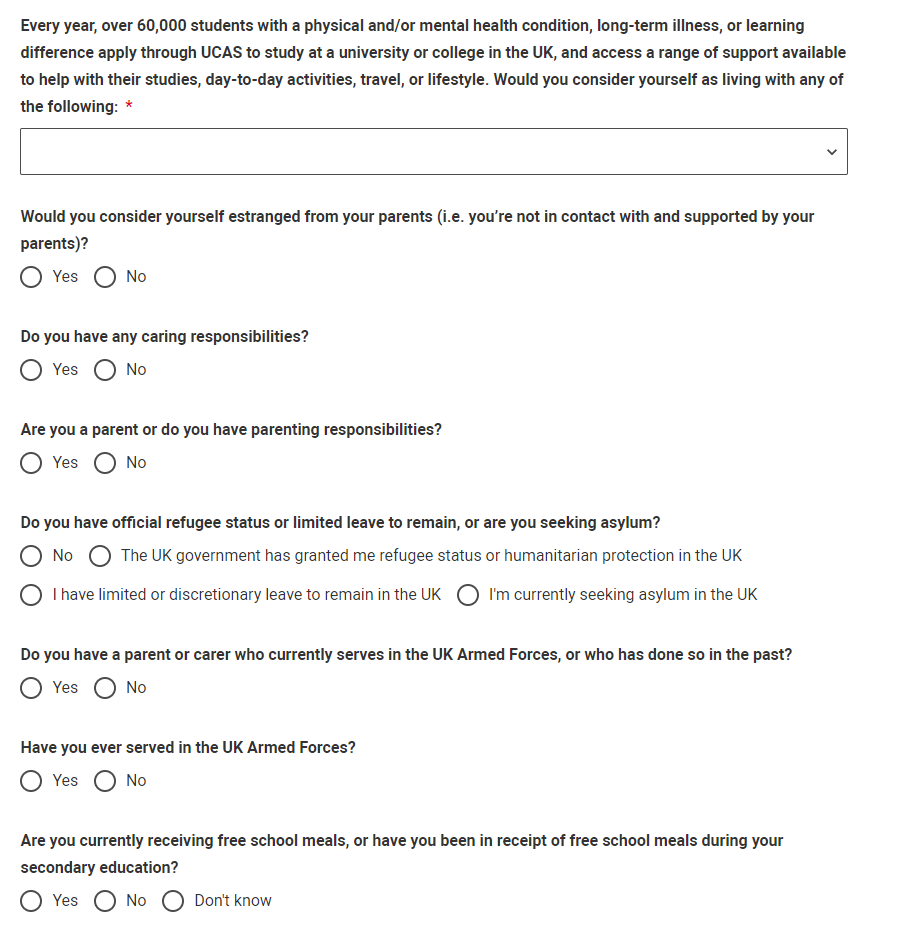 Every year, over 60,000 students with a physical and/or mental health condition, long-term illness, or learning
difference apply through UCAS to study at a university or college in the UK, and access a range of support available
to help with their studies, day-to-day activities, travel, or lifestyle. Would you consider yourself as living with any of
the following: *
Would you consider yourself estranged from your parents (i.e. you’re not in contact with and supported by your
parents)?
Yes No
Do you have any caring responsibilities?
Yes No
Are you a parent or do you have parenting responsibilities?
Yes No
Do you have official refugee status or limited leave to remain, or are you seeking asylum?
No The UK government has granted me refugee status or humanitarian protection in the UK
I have limited or discretionary leave to remain in the UK I'm currently seeking asylum in the UK
Do you have a parent or carer who currently serves in the UK Armed Forces, or who has done so in the past?
Yes No
Have you ever served in the UK Armed Forces?
Yes No
Are you currently receiving free school meals, or have you been in receipt of free school meals during your
secondary education?
Yes No Don't know